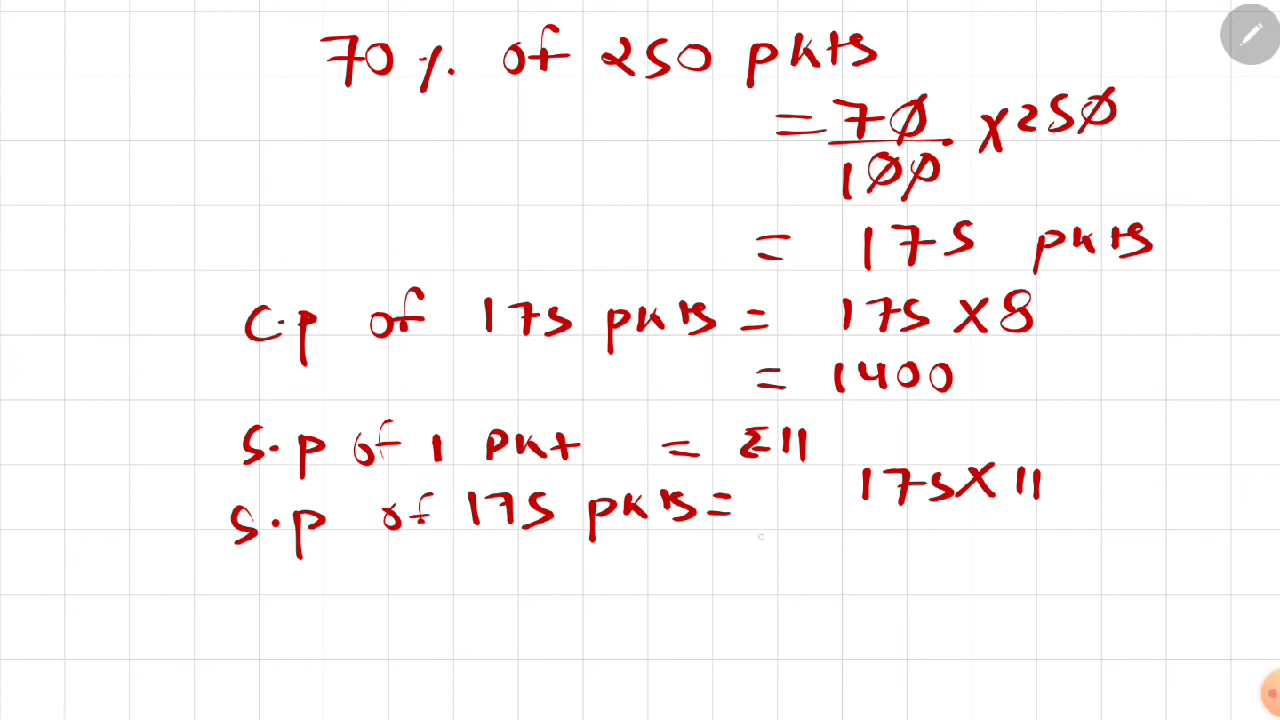 70% of 250 pkts
= 70/100 X 250
= 175 pkts
C.p of 175 pkts = 175 X 8
= 1400
S.p of 1 pkt = Σ11
S.p of 175 pkts = 175 X 11